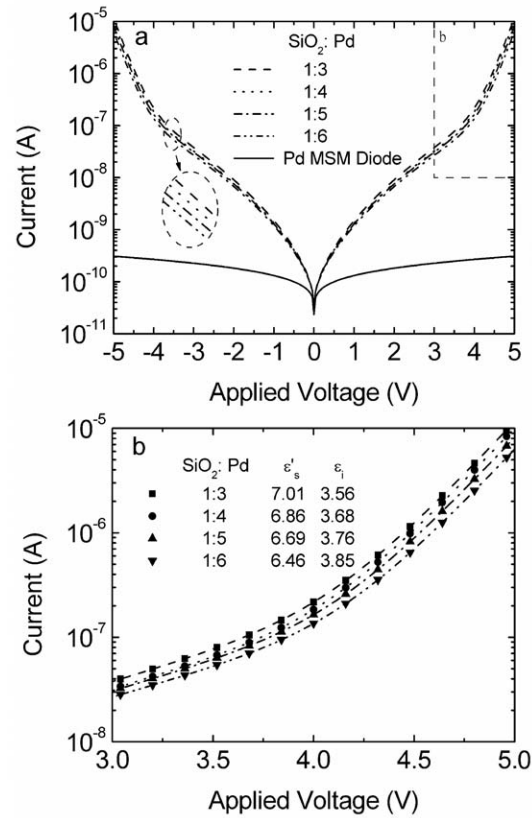 10⁻⁵
a
b
SiO₂: Pd
10⁻⁶
1:3
1:4
10⁻⁷
1:5
1:6
10⁻⁸
Pd MSM Diode
10⁻⁹
10⁻¹⁰
10⁻¹¹
Current (A)
-5 -4 -3 -2 -1 0 1 2 3 4 5
Applied Voltage (V)
10⁻⁵
b
SiO₂: Pd ε's εi
1:3 7.01 3.56
1:4 6.86 3.68
10⁻⁶
1:5 6.69 3.76
1:6 6.46 3.85
10⁻⁷
10⁻⁸
Current (A)
3.0 3.5 4.0 4.5 5.0
Applied Voltage (V)